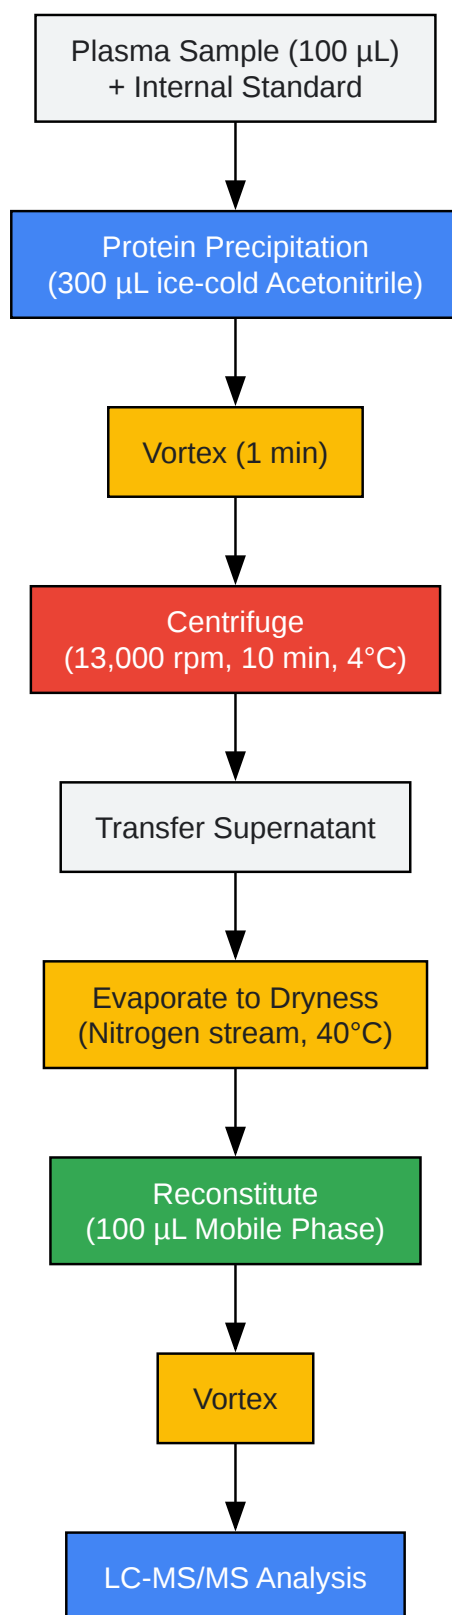 Plasma Sample (100 µL)
+ Internal Standard
Protein Precipitation
(300 µL ice-cold Acetonitrile)
Vortex (1 min)
Centrifuge
(13,000 rpm, 10 min, 4°C)
Transfer Supernatant
Evaporate to Dryness
(Nitrogen stream, 40°C)
Reconstitute
(100 µL Mobile Phase)
Vortex
LC-MS/MS Analysis